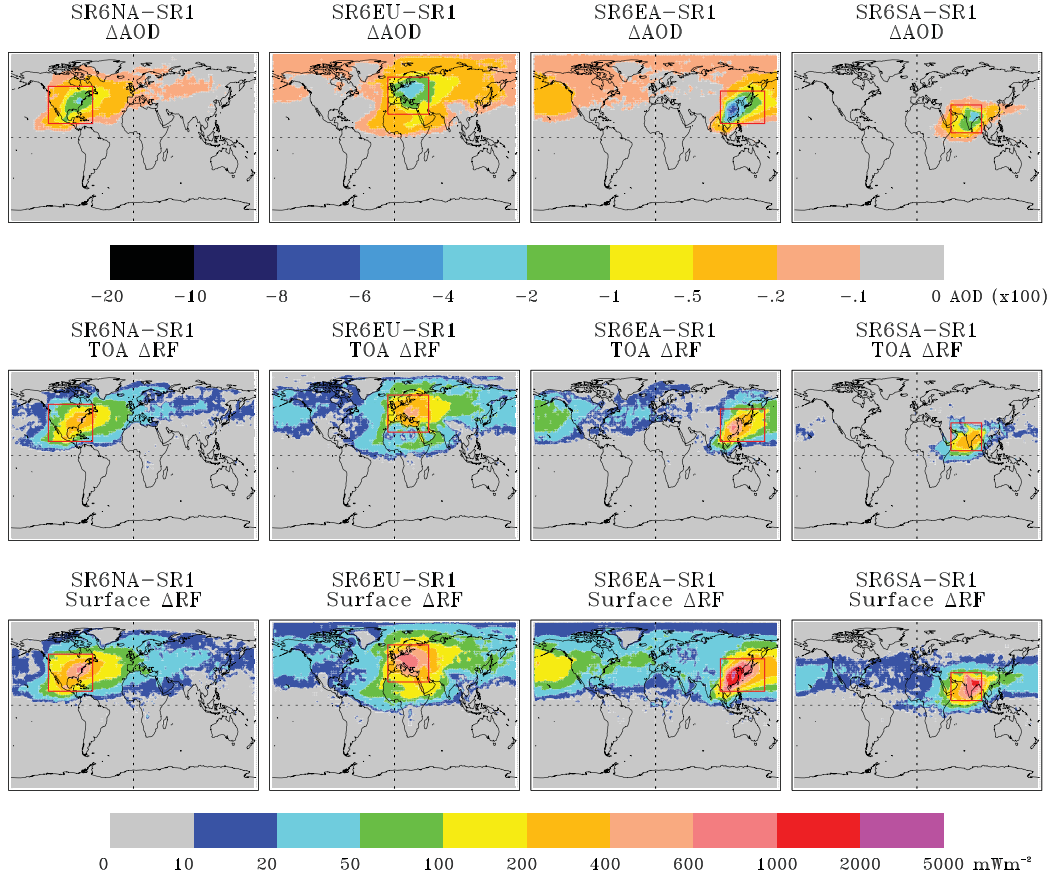 SR6NA−SR1 SR6EU−SR1 SR6EA−SR1 SR6SA−SR1
ΔAOD ΔAOD ΔAOD ΔAOD
−20 −10 −8 −6 −4 −2 −1 −.5 −.2 −.1 0 AOD (x100)
SR6NA−SR1 SR6EU−SR1 SR6EA−SR1 SR6SA−SR1
TOA ΔRF TOA ΔRF TOA ΔRF TOA ΔRF
SR6NA−SR1 SR6EU−SR1 SR6EA−SR1 SR6SA−SR1
Surface ΔRF Surface ΔRF Surface ΔRF Surface ΔRF
0 10 20 50 100 200 400 600 1000 2000 5000 mWm⁻²